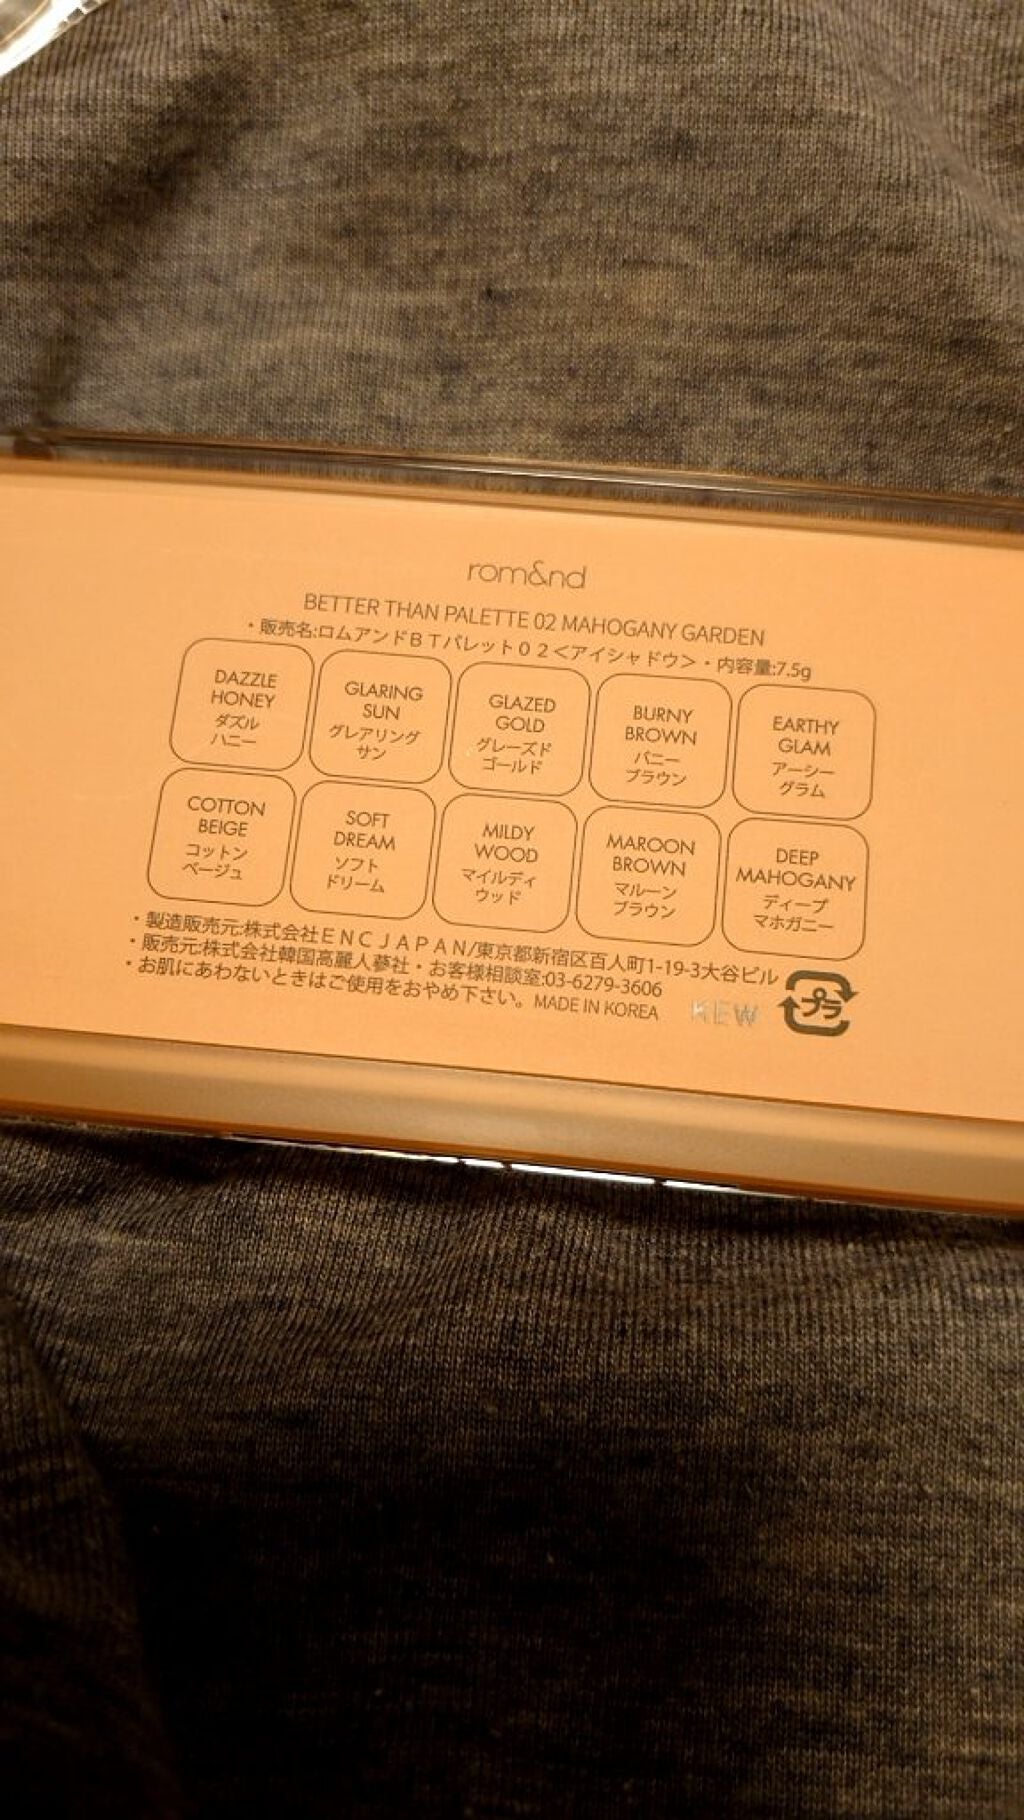 rom&nd
BETTER THAN PALETTE 02 MAHOGANY GARDEN
・販売名:ロムアンドBTパレット02<アイシャドウ>・内容量:7.5g
DAZZLE
HONEY
ダズル
ハニー
GLARING
SUN
グレアリング
サン
GLAZED
GOLD
グレーズド
ゴールド
BURNY
BROWN
バニー
ブラウン
EARTHY
GLAM
アーシー
グラム
COTTON
BEIGE
コットン
ベージュ
SOFT
DREAM
ソフト
ドリーム
MILDY
WOOD
マイルディ
ウッド
MAROON
BROWN
マルーン
ブラウン
DEEP
MAHOGANY
ディープ
マホガニー
・製造販売元:株式会社ENCJAPAN/東京都新宿区百人町1-19-3大谷ビル
・販売元:株式会社韓国高麗人蔘社・お客様相談室:03-6279-3606
・お肌にあわないときはご使用をおやめ下さい。MADE IN KOREA
KEW
プラ